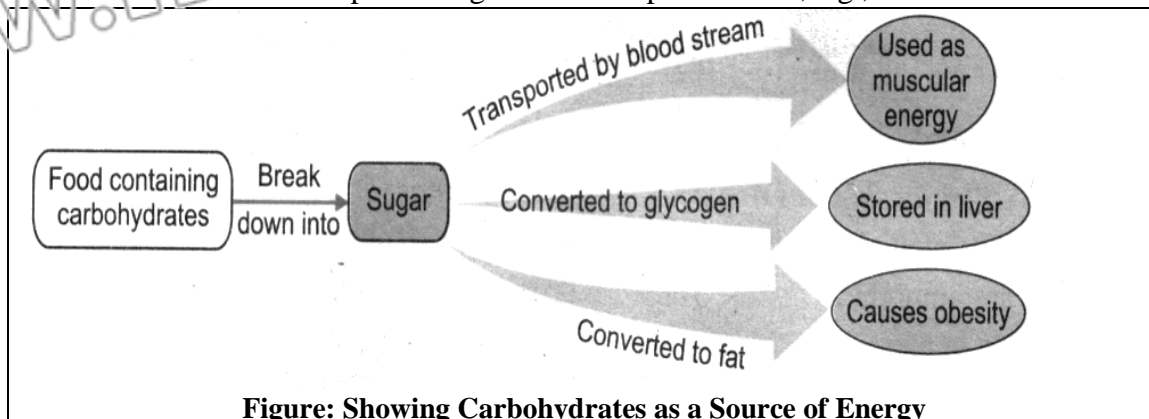 Food containing
carbohydrates
Break
down into
Sugar
Transported by blood stream
Used as
muscular
energy
Converted to glycogen
Stored in liver
Converted to fat
Causes obesity
Figure: Showing Carbohydrates as a Source of Energy